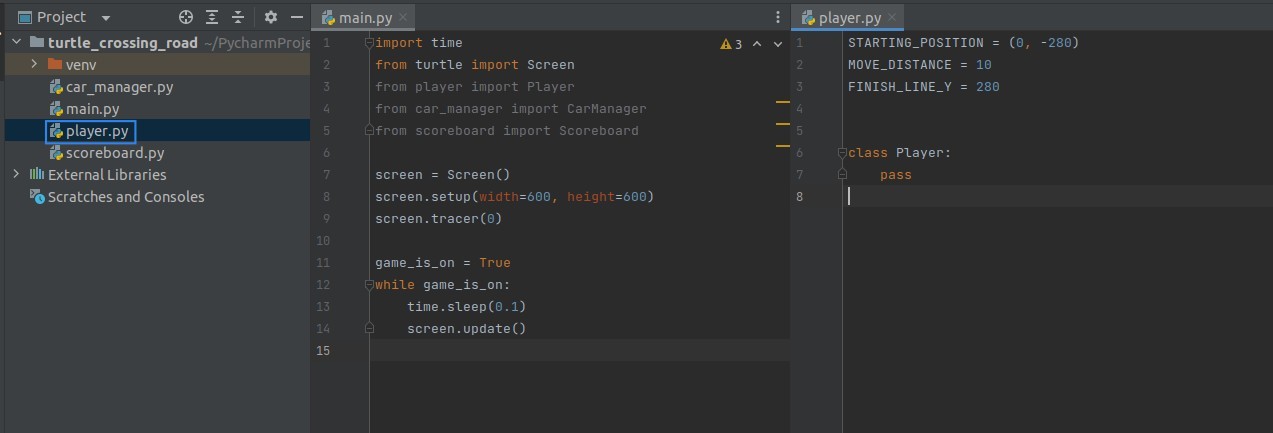 Project
turtle_crossing_road ~/PycharmProje
venv
car_manager.py
main.py
player.py
scoreboard.py
External Libraries
Scratches and Consoles
main.py
3
1 import time
2 from turtle import Screen
3 from player import Player
4 from car_manager import CarManager
5 from scoreboard import Scoreboard
6
7 screen = Screen()
8 screen.setup(width=600, height=600)
9 screen.tracer(0)
10
11 game_is_on = True
12 while game_is_on:
13     time.sleep(0.1)
14     screen.update()
15
player.py
1 STARTING_POSITION = (0, -280)
2 MOVE_DISTANCE = 10
3 FINISH_LINE_Y = 280
4
5
6 class Player:
7     pass
8